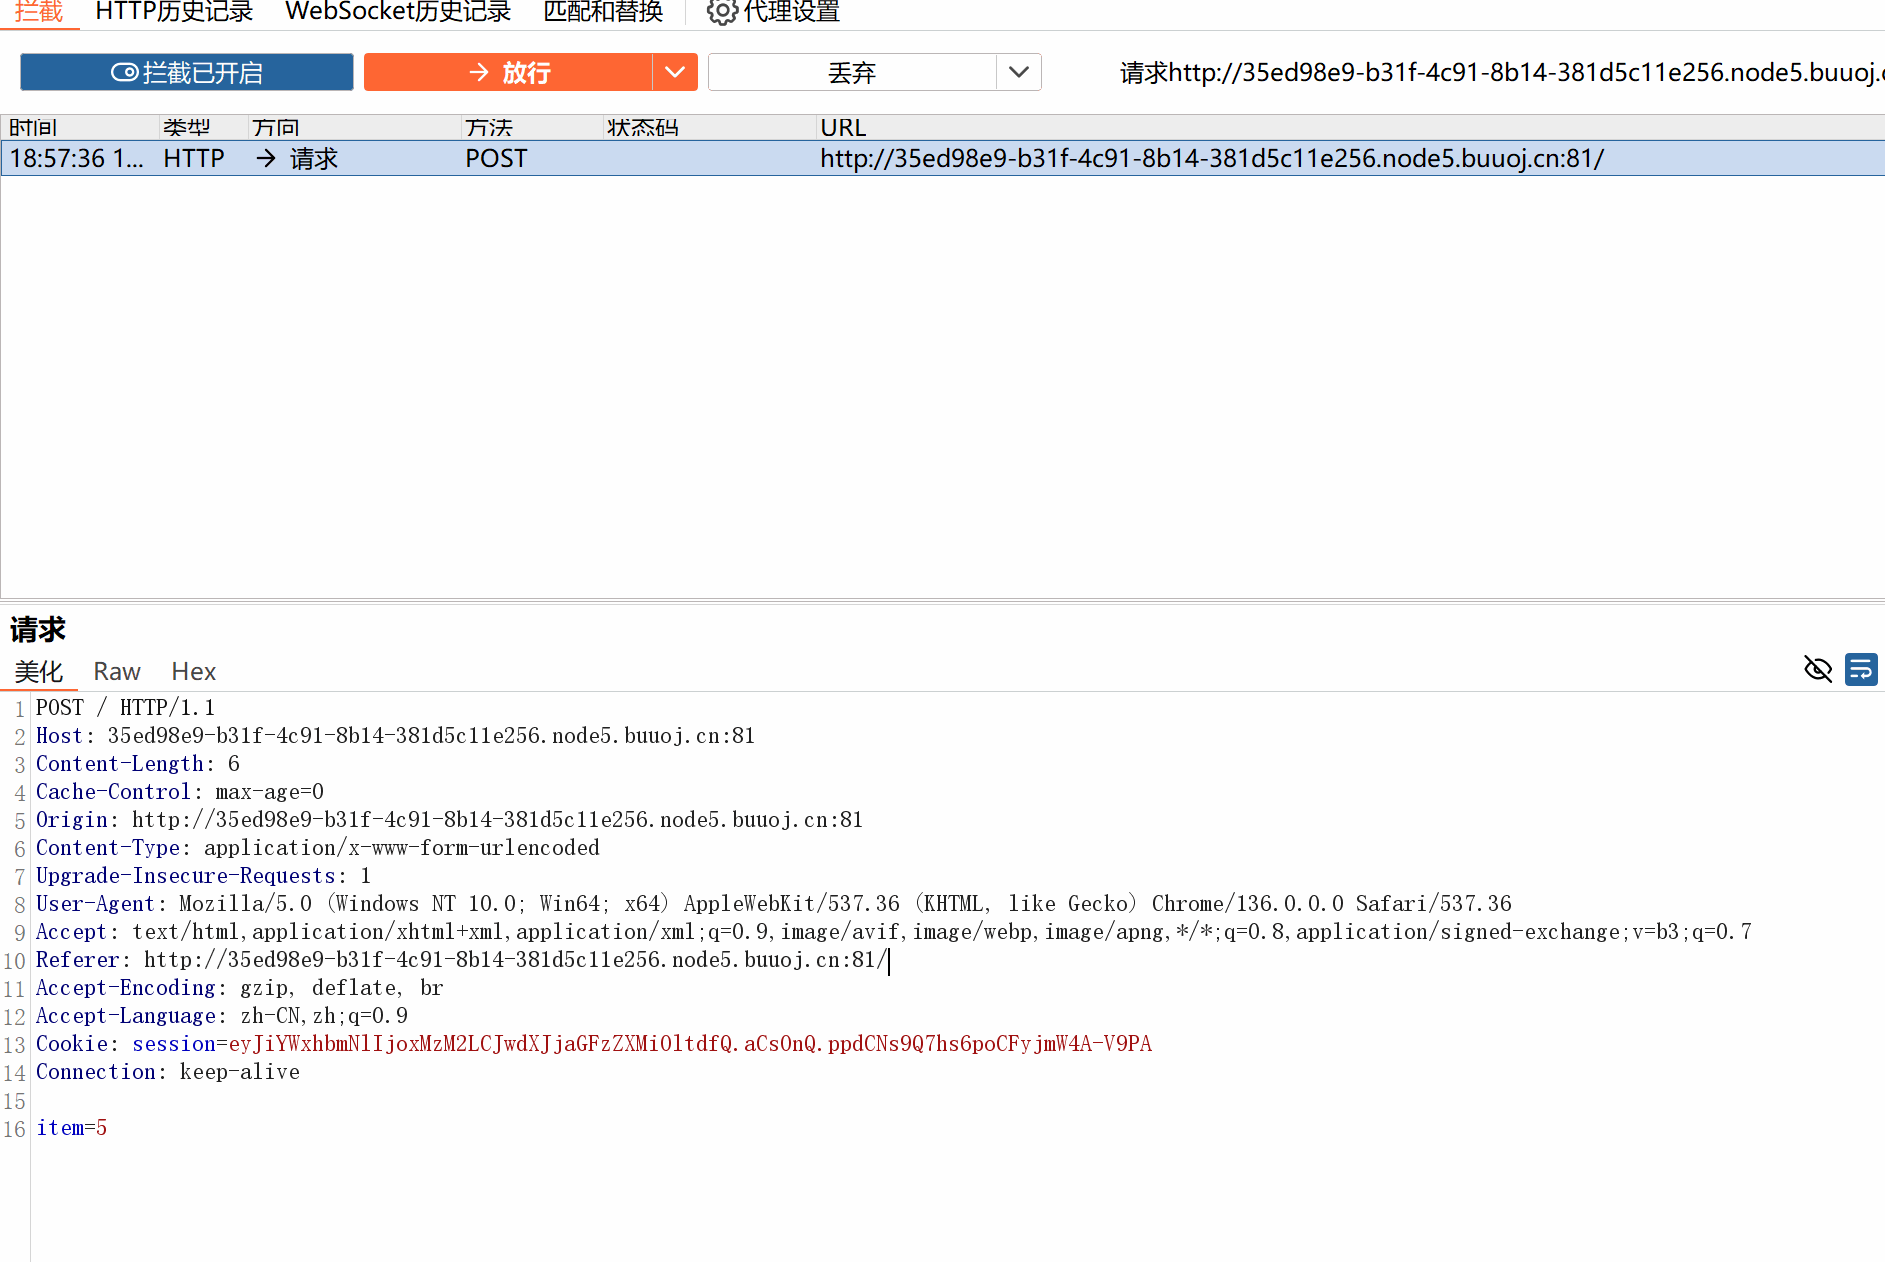 拦截 HTTP历史记录 WebSocket历史记录 匹配和替换 代理设置
拦截已开启 放行 丢弃 请求http://35ed98e9-b31f-4c91-8b14-381d5c11e256.node5.buuoj.
时间 类型 方向 方法 状态码 URL
18:57:36 1... HTTP → 请求 POST http://35ed98e9-b31f-4c91-8b14-381d5c11e256.node5.buuoj.cn:81/
请求
美化 Raw Hex
1 POST / HTTP/1.1
2 Host: 35ed98e9-b31f-4c91-8b14-381d5c11e256.node5.buuoj.cn:81
3 Content-Length: 6
4 Cache-Control: max-age=0
5 Origin: http://35ed98e9-b31f-4c91-8b14-381d5c11e256.node5.buuoj.cn:81
6 Content-Type: application/x-www-form-urlencoded
7 Upgrade-Insecure-Requests: 1
8 User-Agent: Mozilla/5.0 (Windows NT 10.0; Win64; x64) AppleWebKit/537.36 (KHTML, like Gecko) Chrome/136.0.0.0 Safari/537.36
9 Accept: text/html,application/xhtml+xml,application/xml;q=0.9,image/avif,image/webp,image/apng,*/*;q=0.8,application/signed-exchange;v=b3;q=0.7
10 Referer: http://35ed98e9-b31f-4c91-8b14-381d5c11e256.node5.buuoj.cn:81/
11 Accept-Encoding: gzip, deflate, br
12 Accept-Language: zh-CN,zh;q=0.9
13 Cookie: session=eyJiYWxhbmNlIjoxMzM2LCJwdXJjaGFzZXMiOltdfQ.aCsOnQ.ppdCNs9Q7hs6poCFyjmW4A-V9PA
14 Connection: keep-alive
15
16 item=5